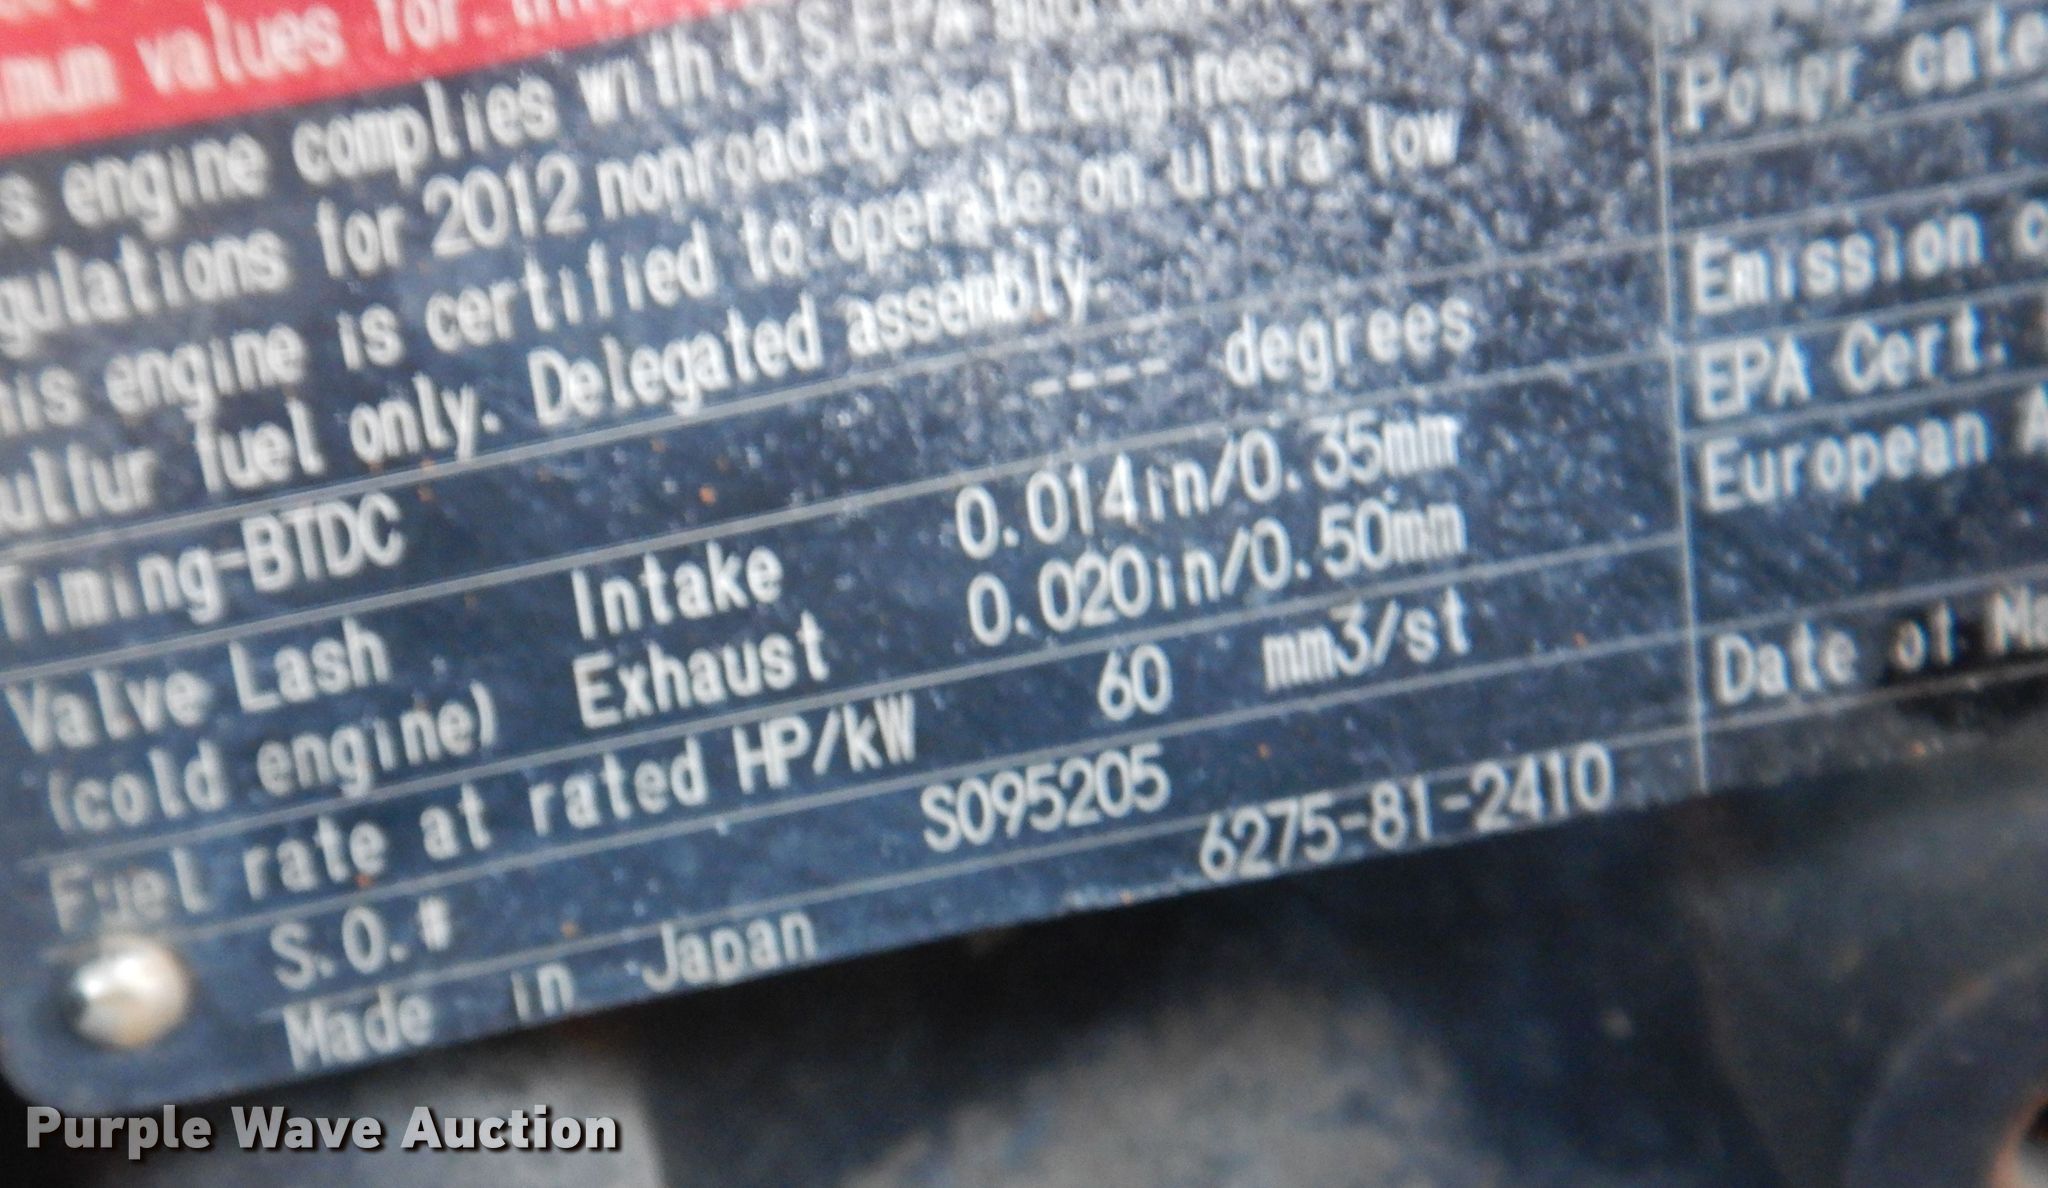 mum values for
s engine complies with U.S.EPA and
gulations for 2012 nonroad diesel engines.
his engine is certified to operate on ultra low
ulfur fuel only. Delegated assembly.
Timing-BTDC ---- degrees
Valve Lash Intake 0.014in/0.35mm
(cold engine) Exhaust 0.020in/0.50mm
Fuel rate at rated HP/kW 60 mm3/st
S.O.# S095205
Made in Japan 6275-81-2410
Power cate
Emission c
EPA Cert.
European A
Date of Ma
Purple Wave Auction